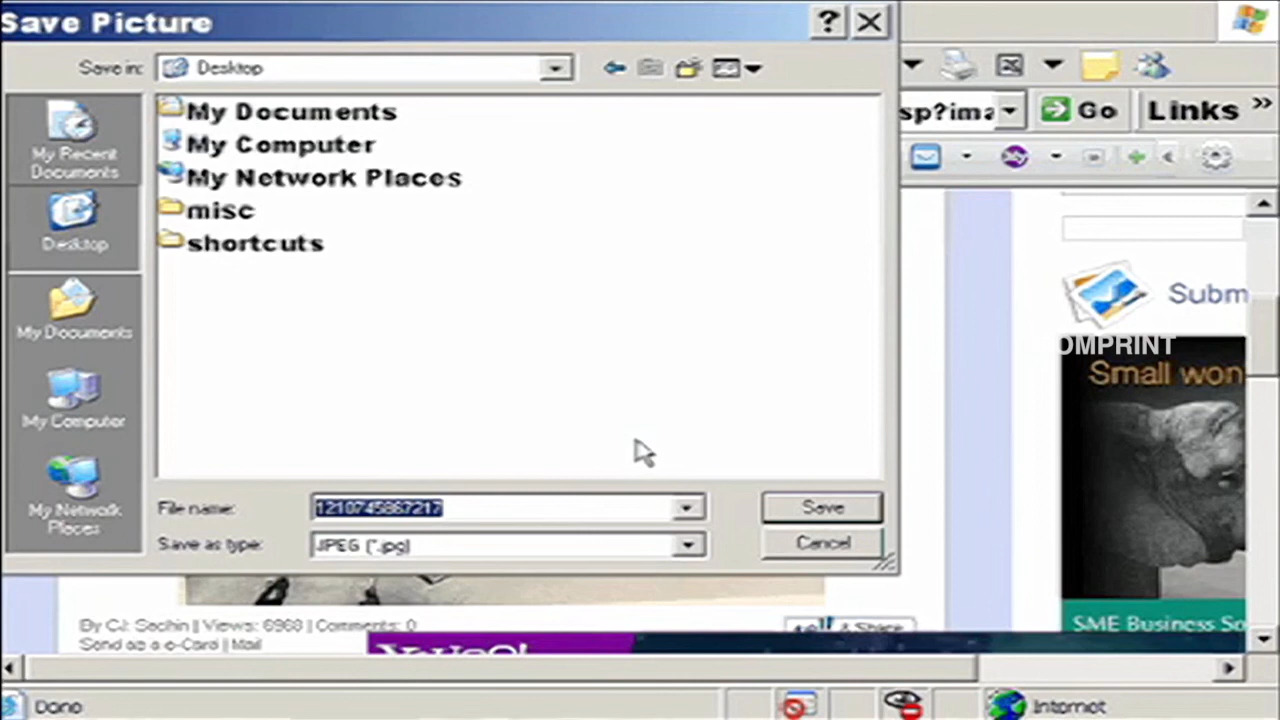 Save Picture
Save in: Desktop
My Documents
My Computer
My Network Places
misc
shortcuts
My Recent
Documents
Desktop
My Documents
My Computer
My Network
Places
File name: 1210745867217
Save
Save as type: JPEG (*.jpg)
Cancel
sp?ima
Go
Links
Subm
OMPRINT
Small won
SME Business So
By CJ: Sachin | Views: 6968 | Comments: 0
& Share
Send as a e-Card | Mail
YAHOO!
Done
Internet